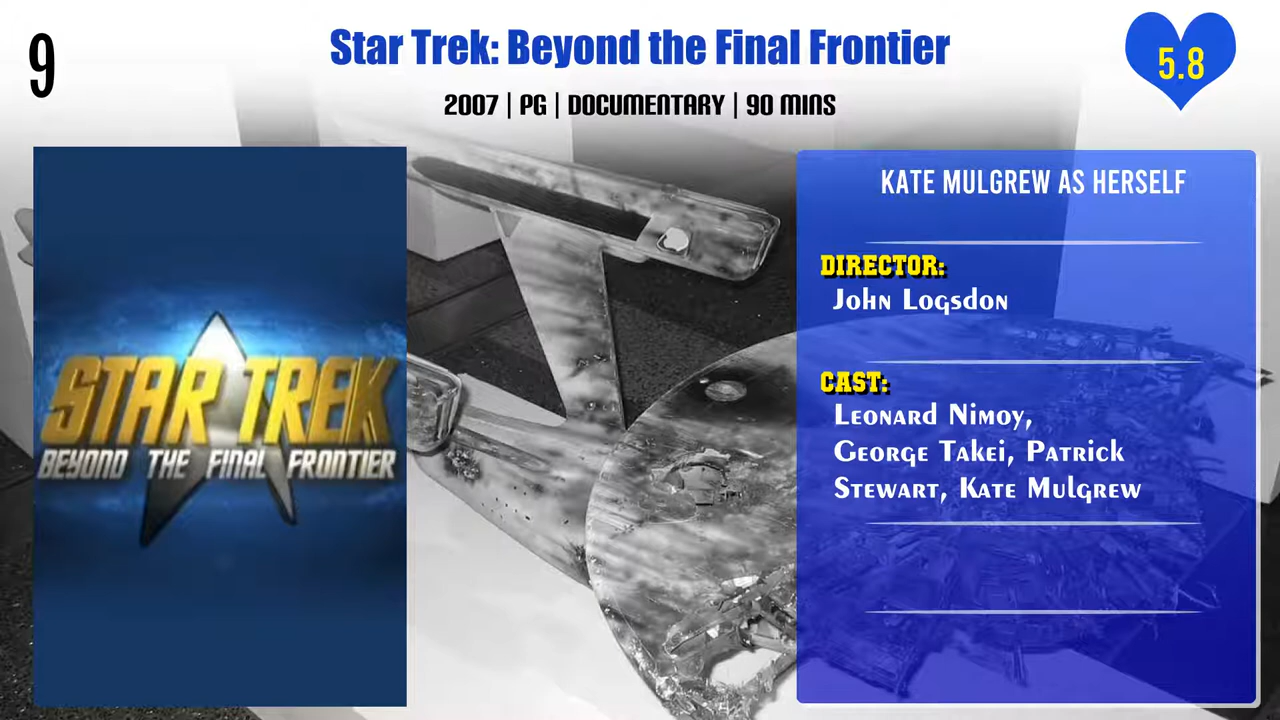 9
Star Trek: Beyond the Final Frontier
5.8
2007 | PG | DOCUMENTARY | 90 MINS
STAR TREK
BEYOND THE FINAL FRONTIER
KATE MULGREW AS HERSELF
DIRECTOR:
John Logsdon
CAST:
Leonard Nimoy,
George Takei, Patrick
Stewart, Kate Mulgrew